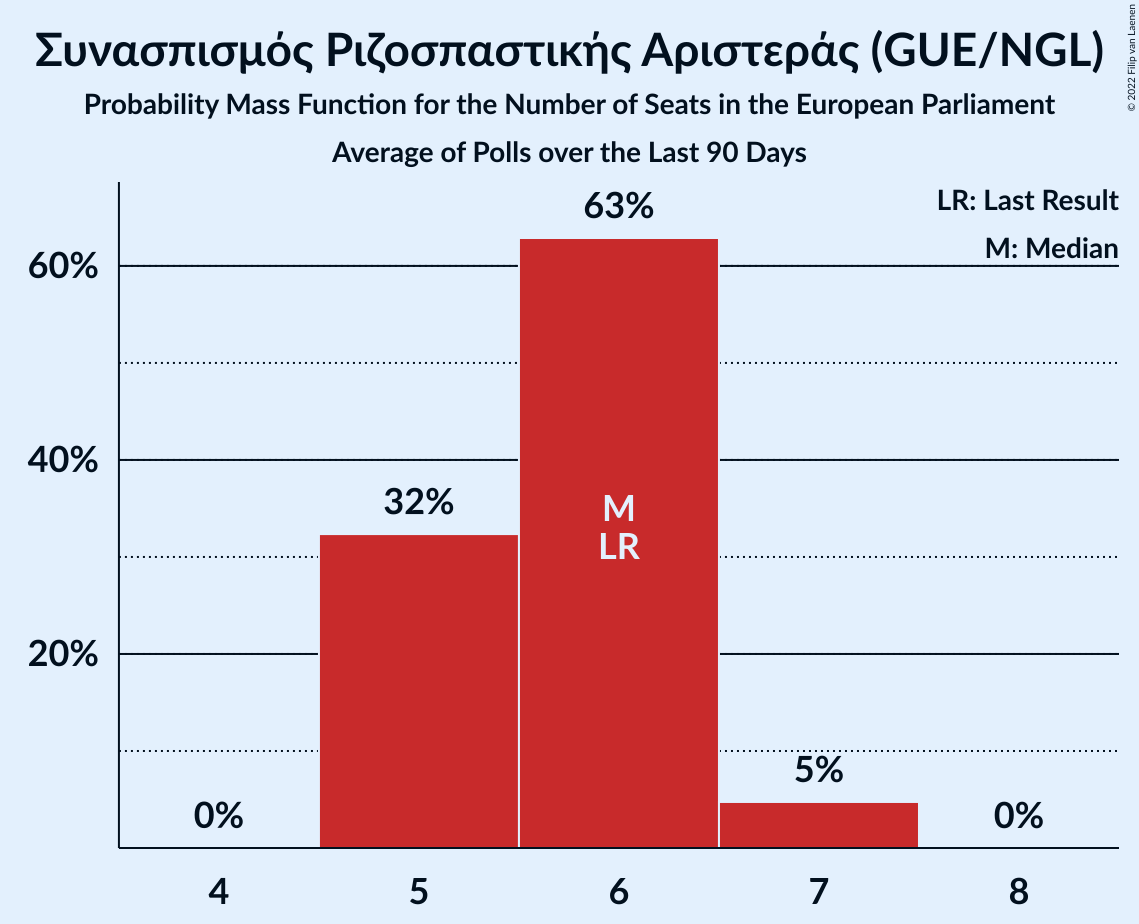 Συνασπισμός Ριζοσπαστικής Αριστεράς (GUE/NGL)
Probability Mass Function for the Number of Seats in the European Parliament
Average of Polls over the Last 90 Days
© 2022 Filip van Laenen
LR: Last Result
M: Median
63%
60%
40%
32%
M
LR
20%
5%
0%
0%
4
5
6
7
8